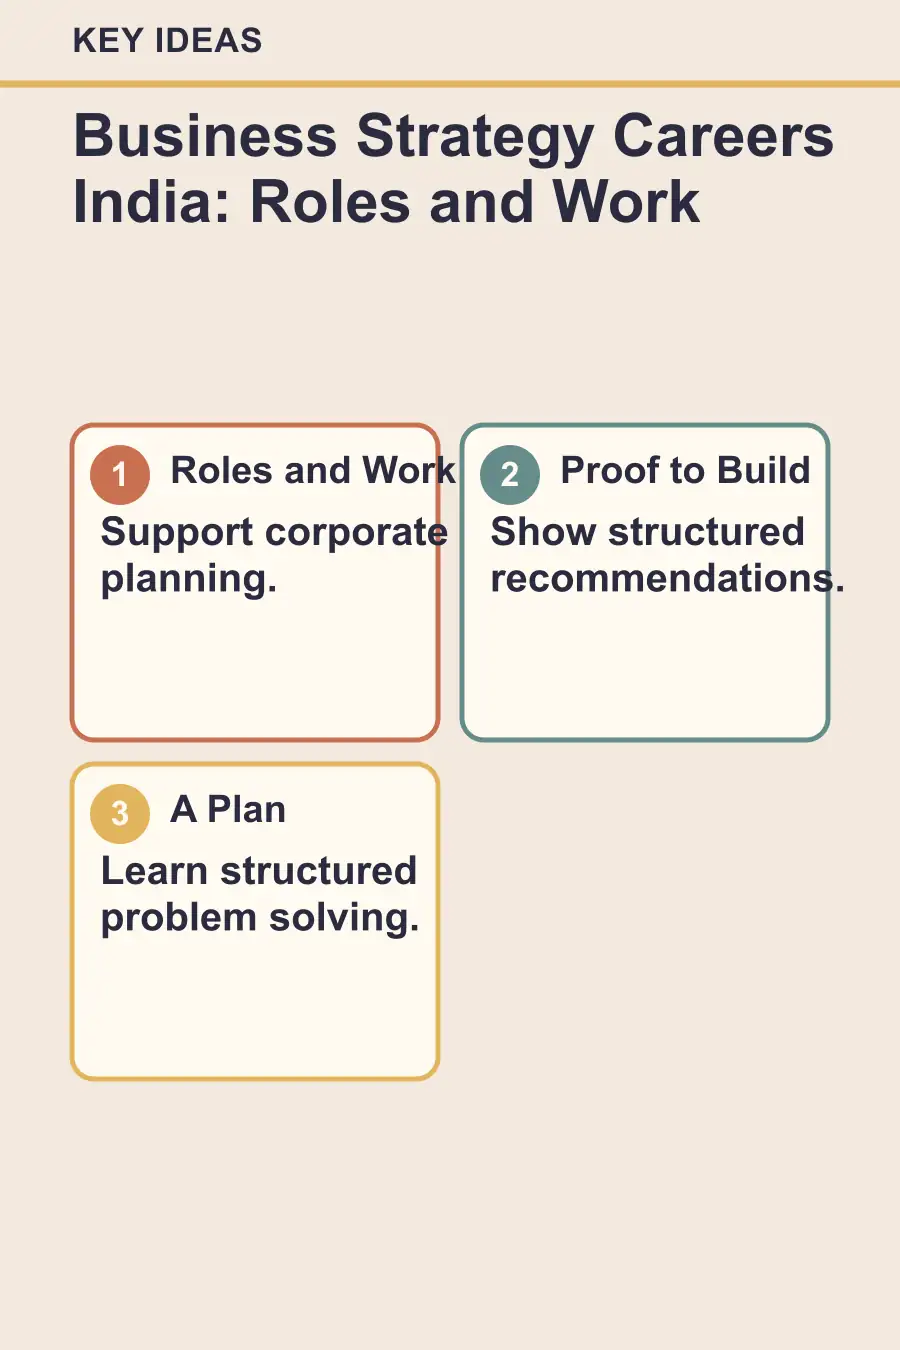 KEY IDEAS
Business Strategy Careers
India: Roles and Work
1 Roles and Work
Support corporate
planning.
2 Proof to Build
Show structured
recommendations.
3 A Plan
Learn structured
problem solving.